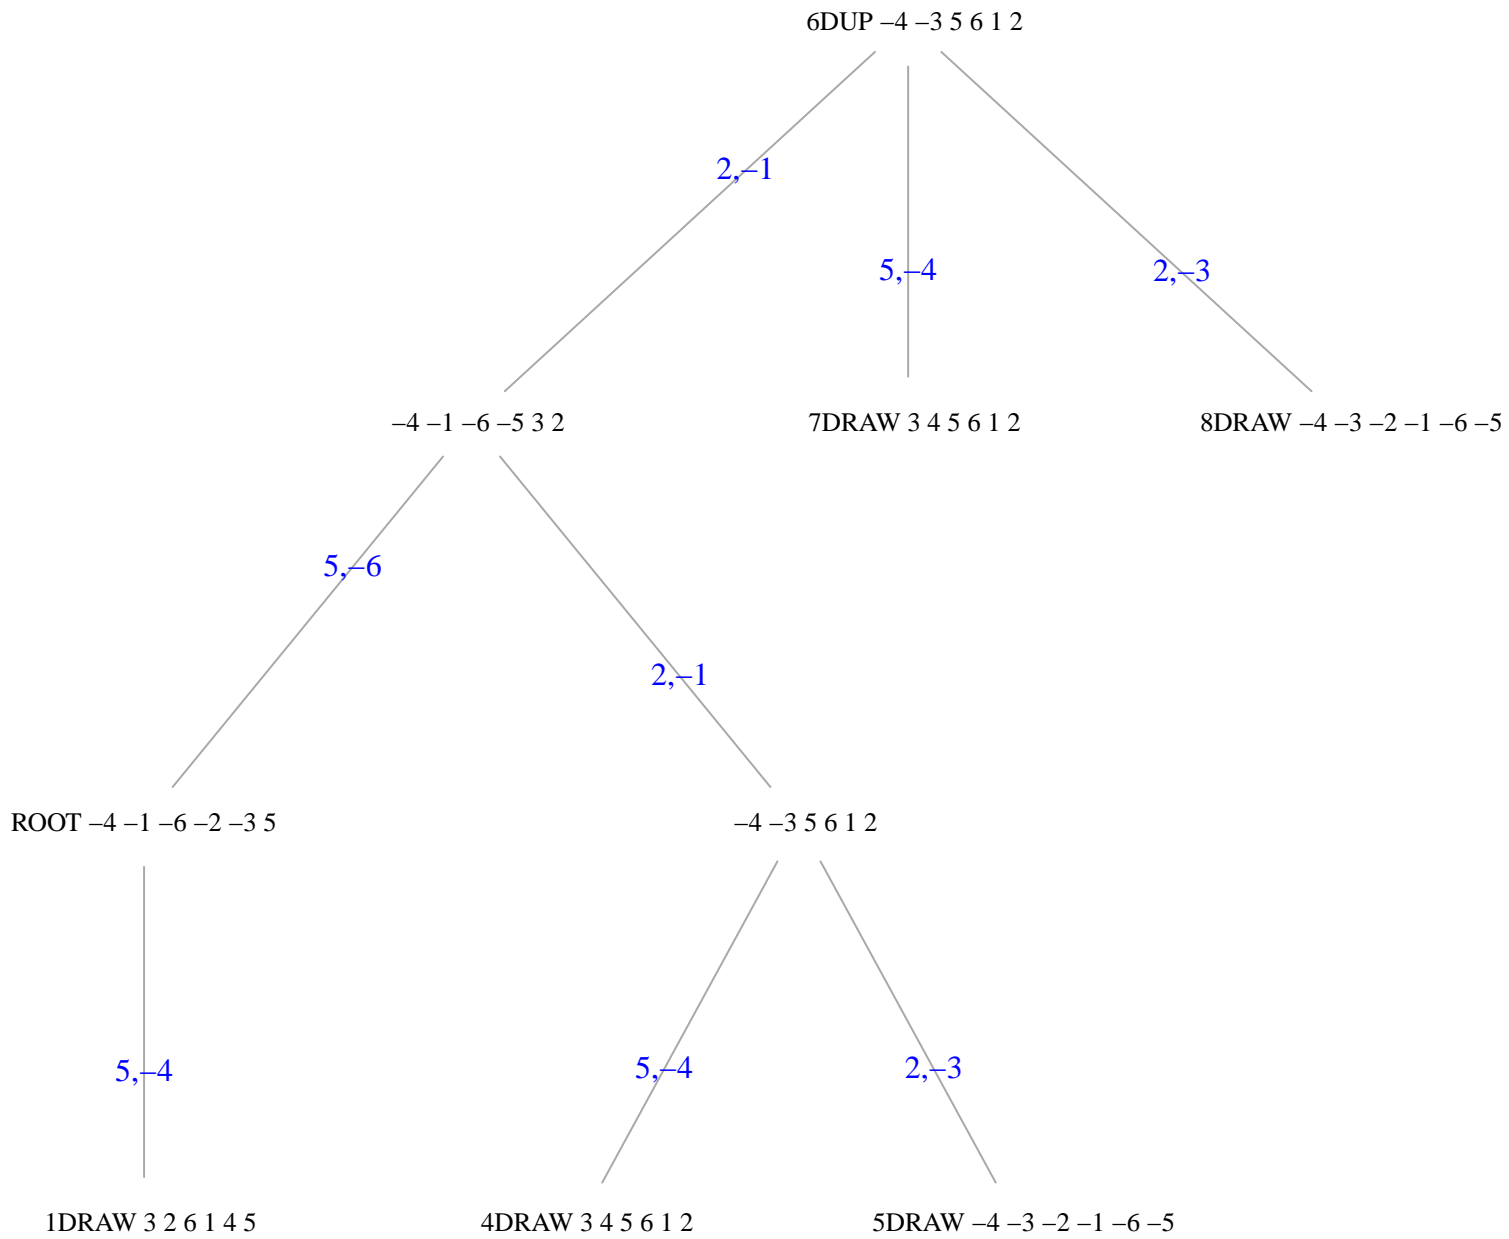 6DUP –4 –3 5 6 1 2
2,–1
5,–4
2,–3
–4 –1 –6 –5 3 2
7DRAW 3 4 5 6 1 2
8DRAW –4 –3 –2 –1 –6 –5
5,–6
2,–1
ROOT –4 –1 –6 –2 –3 5
–4 –3 5 6 1 2
5,–4
5,–4
2,–3
1DRAW 3 2 6 1 4 5
4DRAW 3 4 5 6 1 2
5DRAW –4 –3 –2 –1 –6 –5